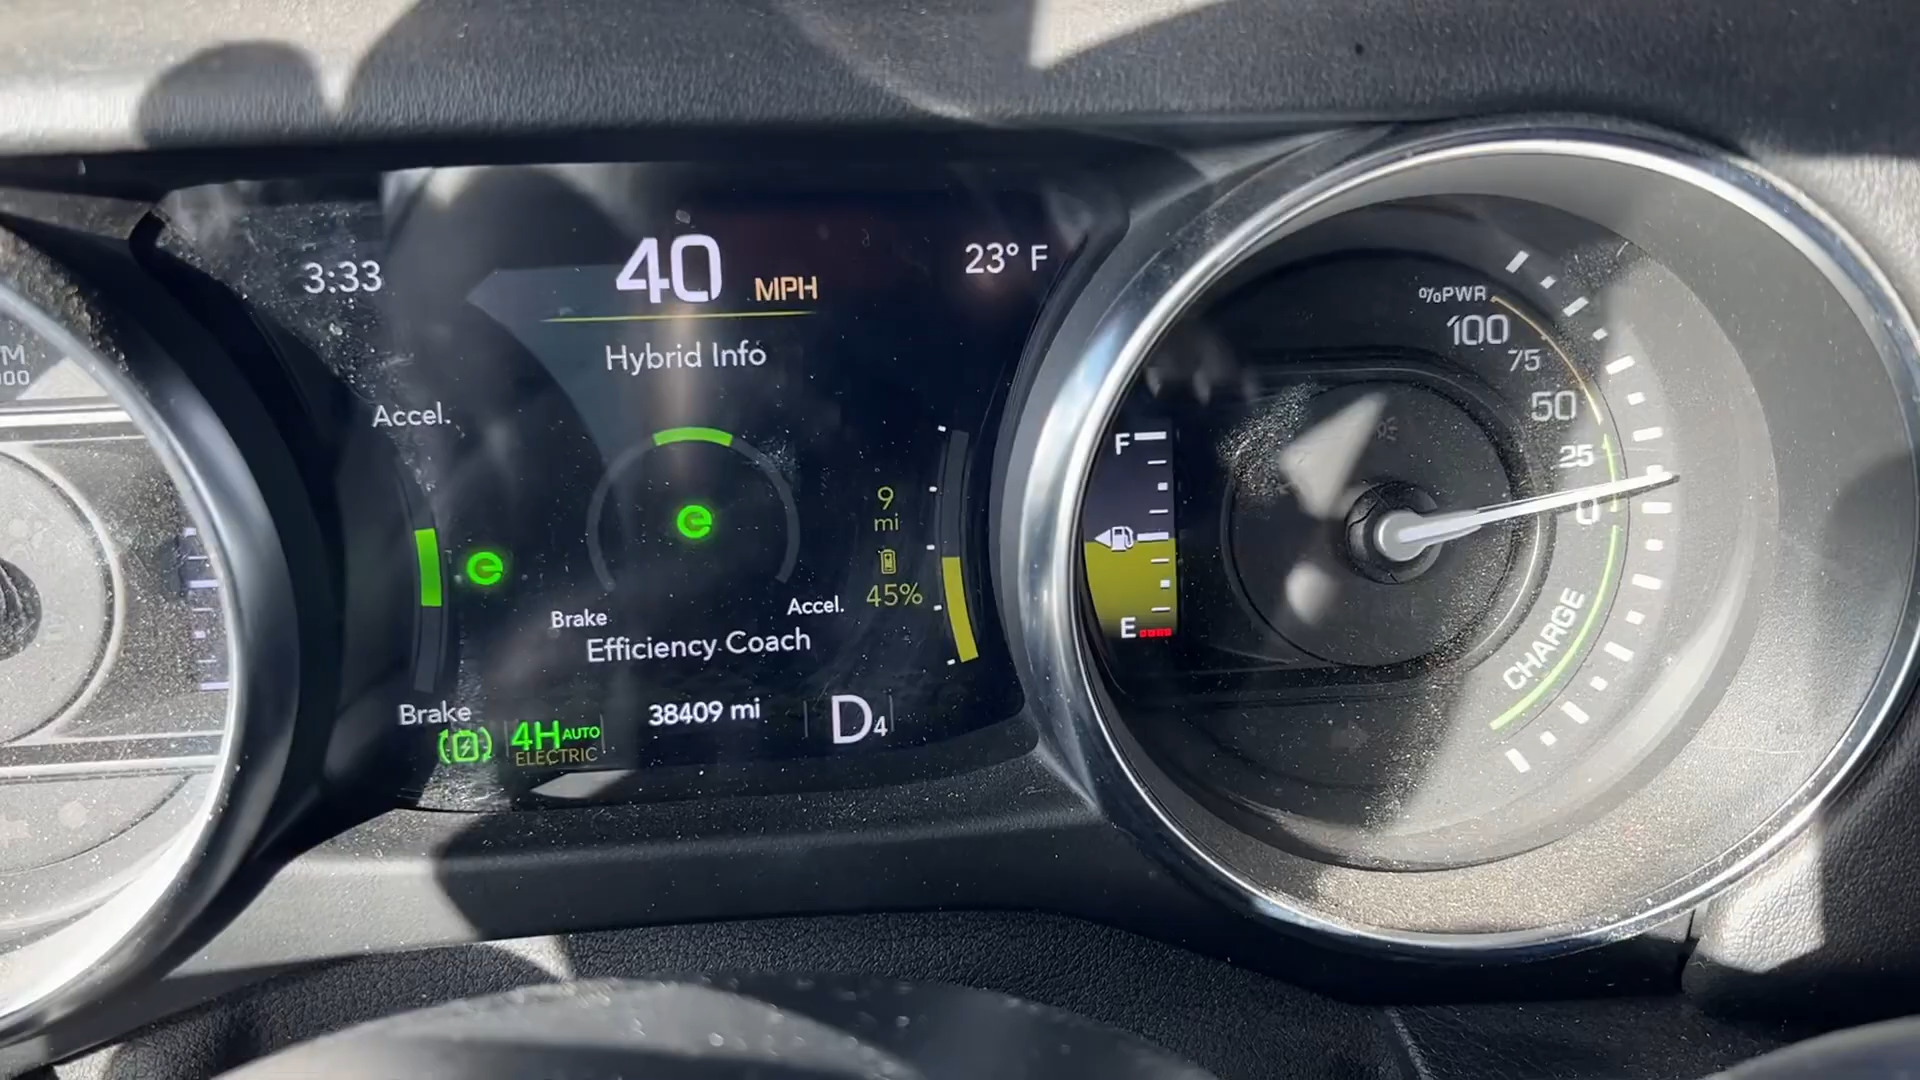 3:33
40 MPH
23° F
Hybrid Info
Accel.
9
mi
45%
Brake
Accel.
Efficiency Coach
Brake
4H AUTO
ELECTRIC
38409 mi
D4
F
E
%PWR
100
75
50
25
0
CHARGE